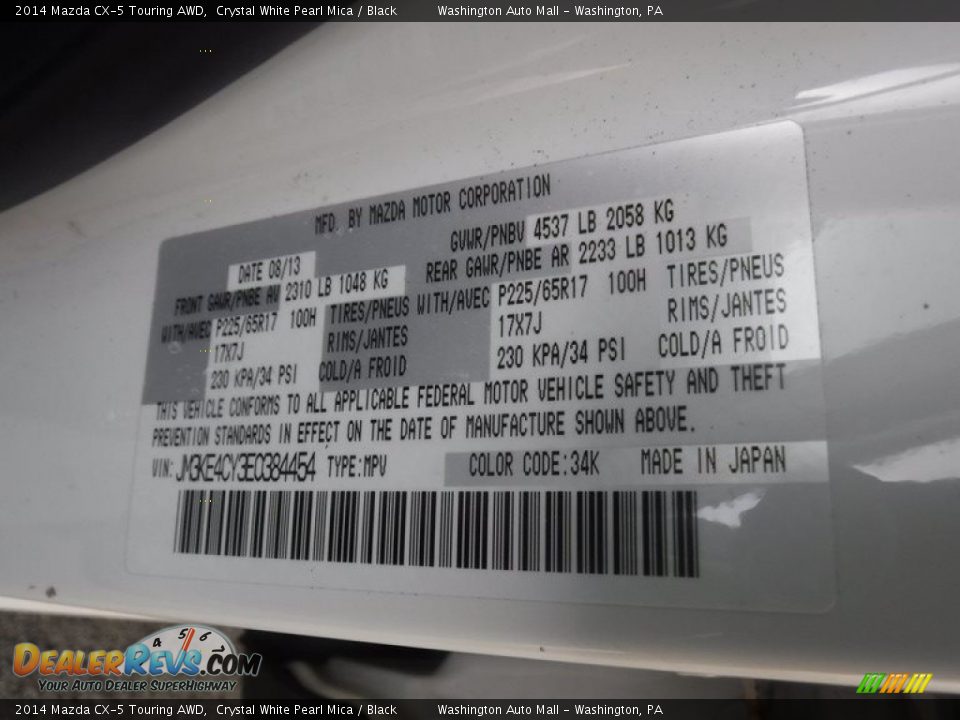 2014 Mazda CX-5 Touring AWD, Crystal White Pearl Mica / Black Washington Auto Mall - Washington, PA
MFD. BY MAZDA MOTOR CORPORATION
DATE 08/13 GVWR/PNBV 4537 LB 2058 KG
FRONT GAWR/PNBE AV 2310 LB 1048 KG REAR GAWR/PNBE AR 2233 LB 1013 KG
WITH/AVEC P225/65R17 100H TIRES/PNEUS WITH/AVEC P225/65R17 100H TIRES/PNEUS
17X7J RIMS/JANTES 17X7J RIMS/JANTES
230 KPA/34 PSI COLD/A FROID 230 KPA/34 PSI COLD/A FROID
THIS VEHICLE CONFORMS TO ALL APPLICABLE FEDERAL MOTOR VEHICLE SAFETY AND THEFT
PREVENTION STANDARDS IN EFFECT ON THE DATE OF MANUFACTURE SHOWN ABOVE.
VIN: JM3KE4CY3E0384454 TYPE:MPV COLOR CODE:34K MADE IN JAPAN
4 5 6
DealerRevs.com
Your Auto Dealer SuperHighway
2014 Mazda CX-5 Touring AWD, Crystal White Pearl Mica / Black Washington Auto Mall - Washington, PA